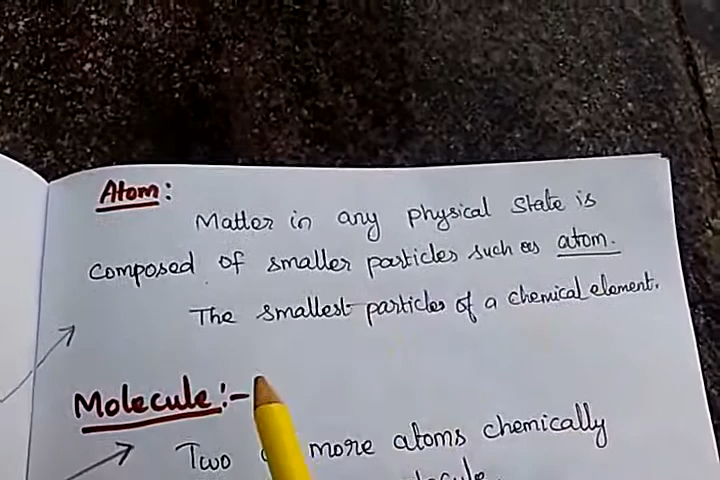 Atom:
Matter in any physical State is
composed of smaller particles such as atom.
The smallest particles of a chemical element.
Molecule:-
Two more atoms chemically